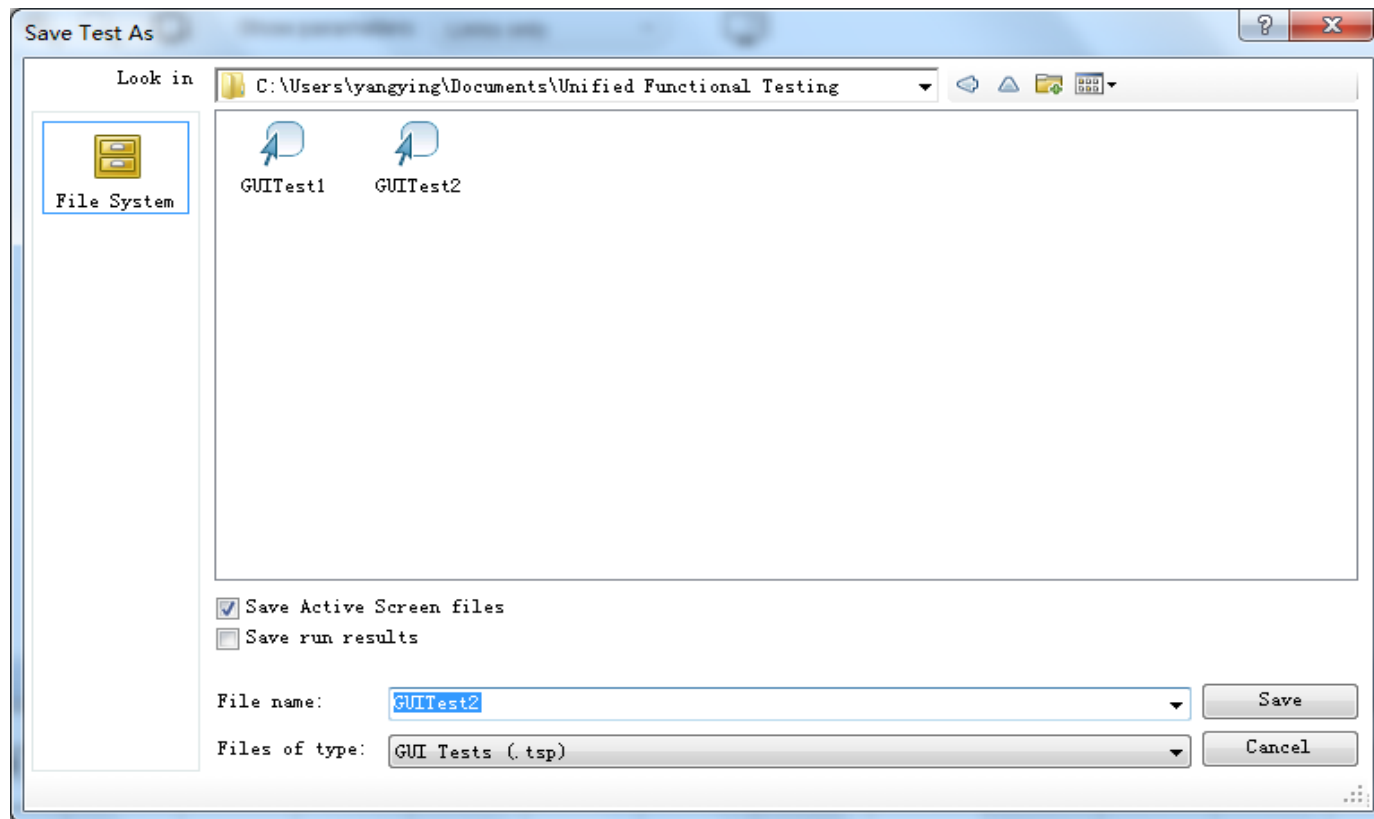 Save Test As
Look in
C:\Users\yangying\Documents\Unified Functional Testing
File System
GUITest1
GUITest2
Save Active Screen files
Save run results
File name:
GUITest2
Save
Files of type:
GUI Tests (.tsp)
Cancel